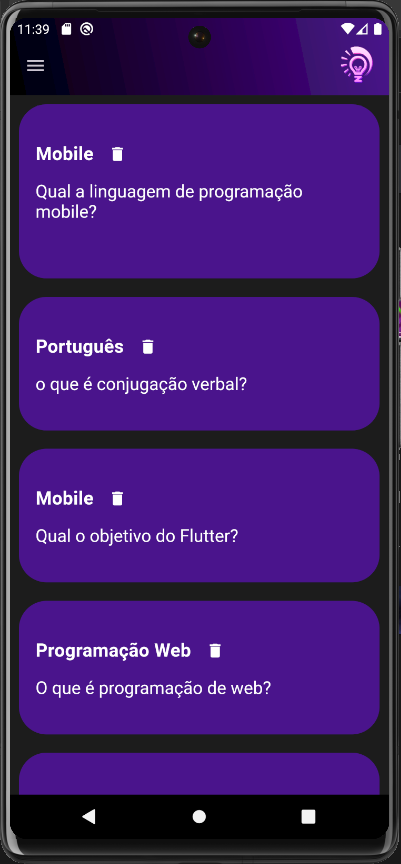 11:39
Mobile
Qual a linguagem de programação
mobile?
Português
o que é conjugação verbal?
Mobile
Qual o objetivo do Flutter?
Programação Web
O que é programação de web?